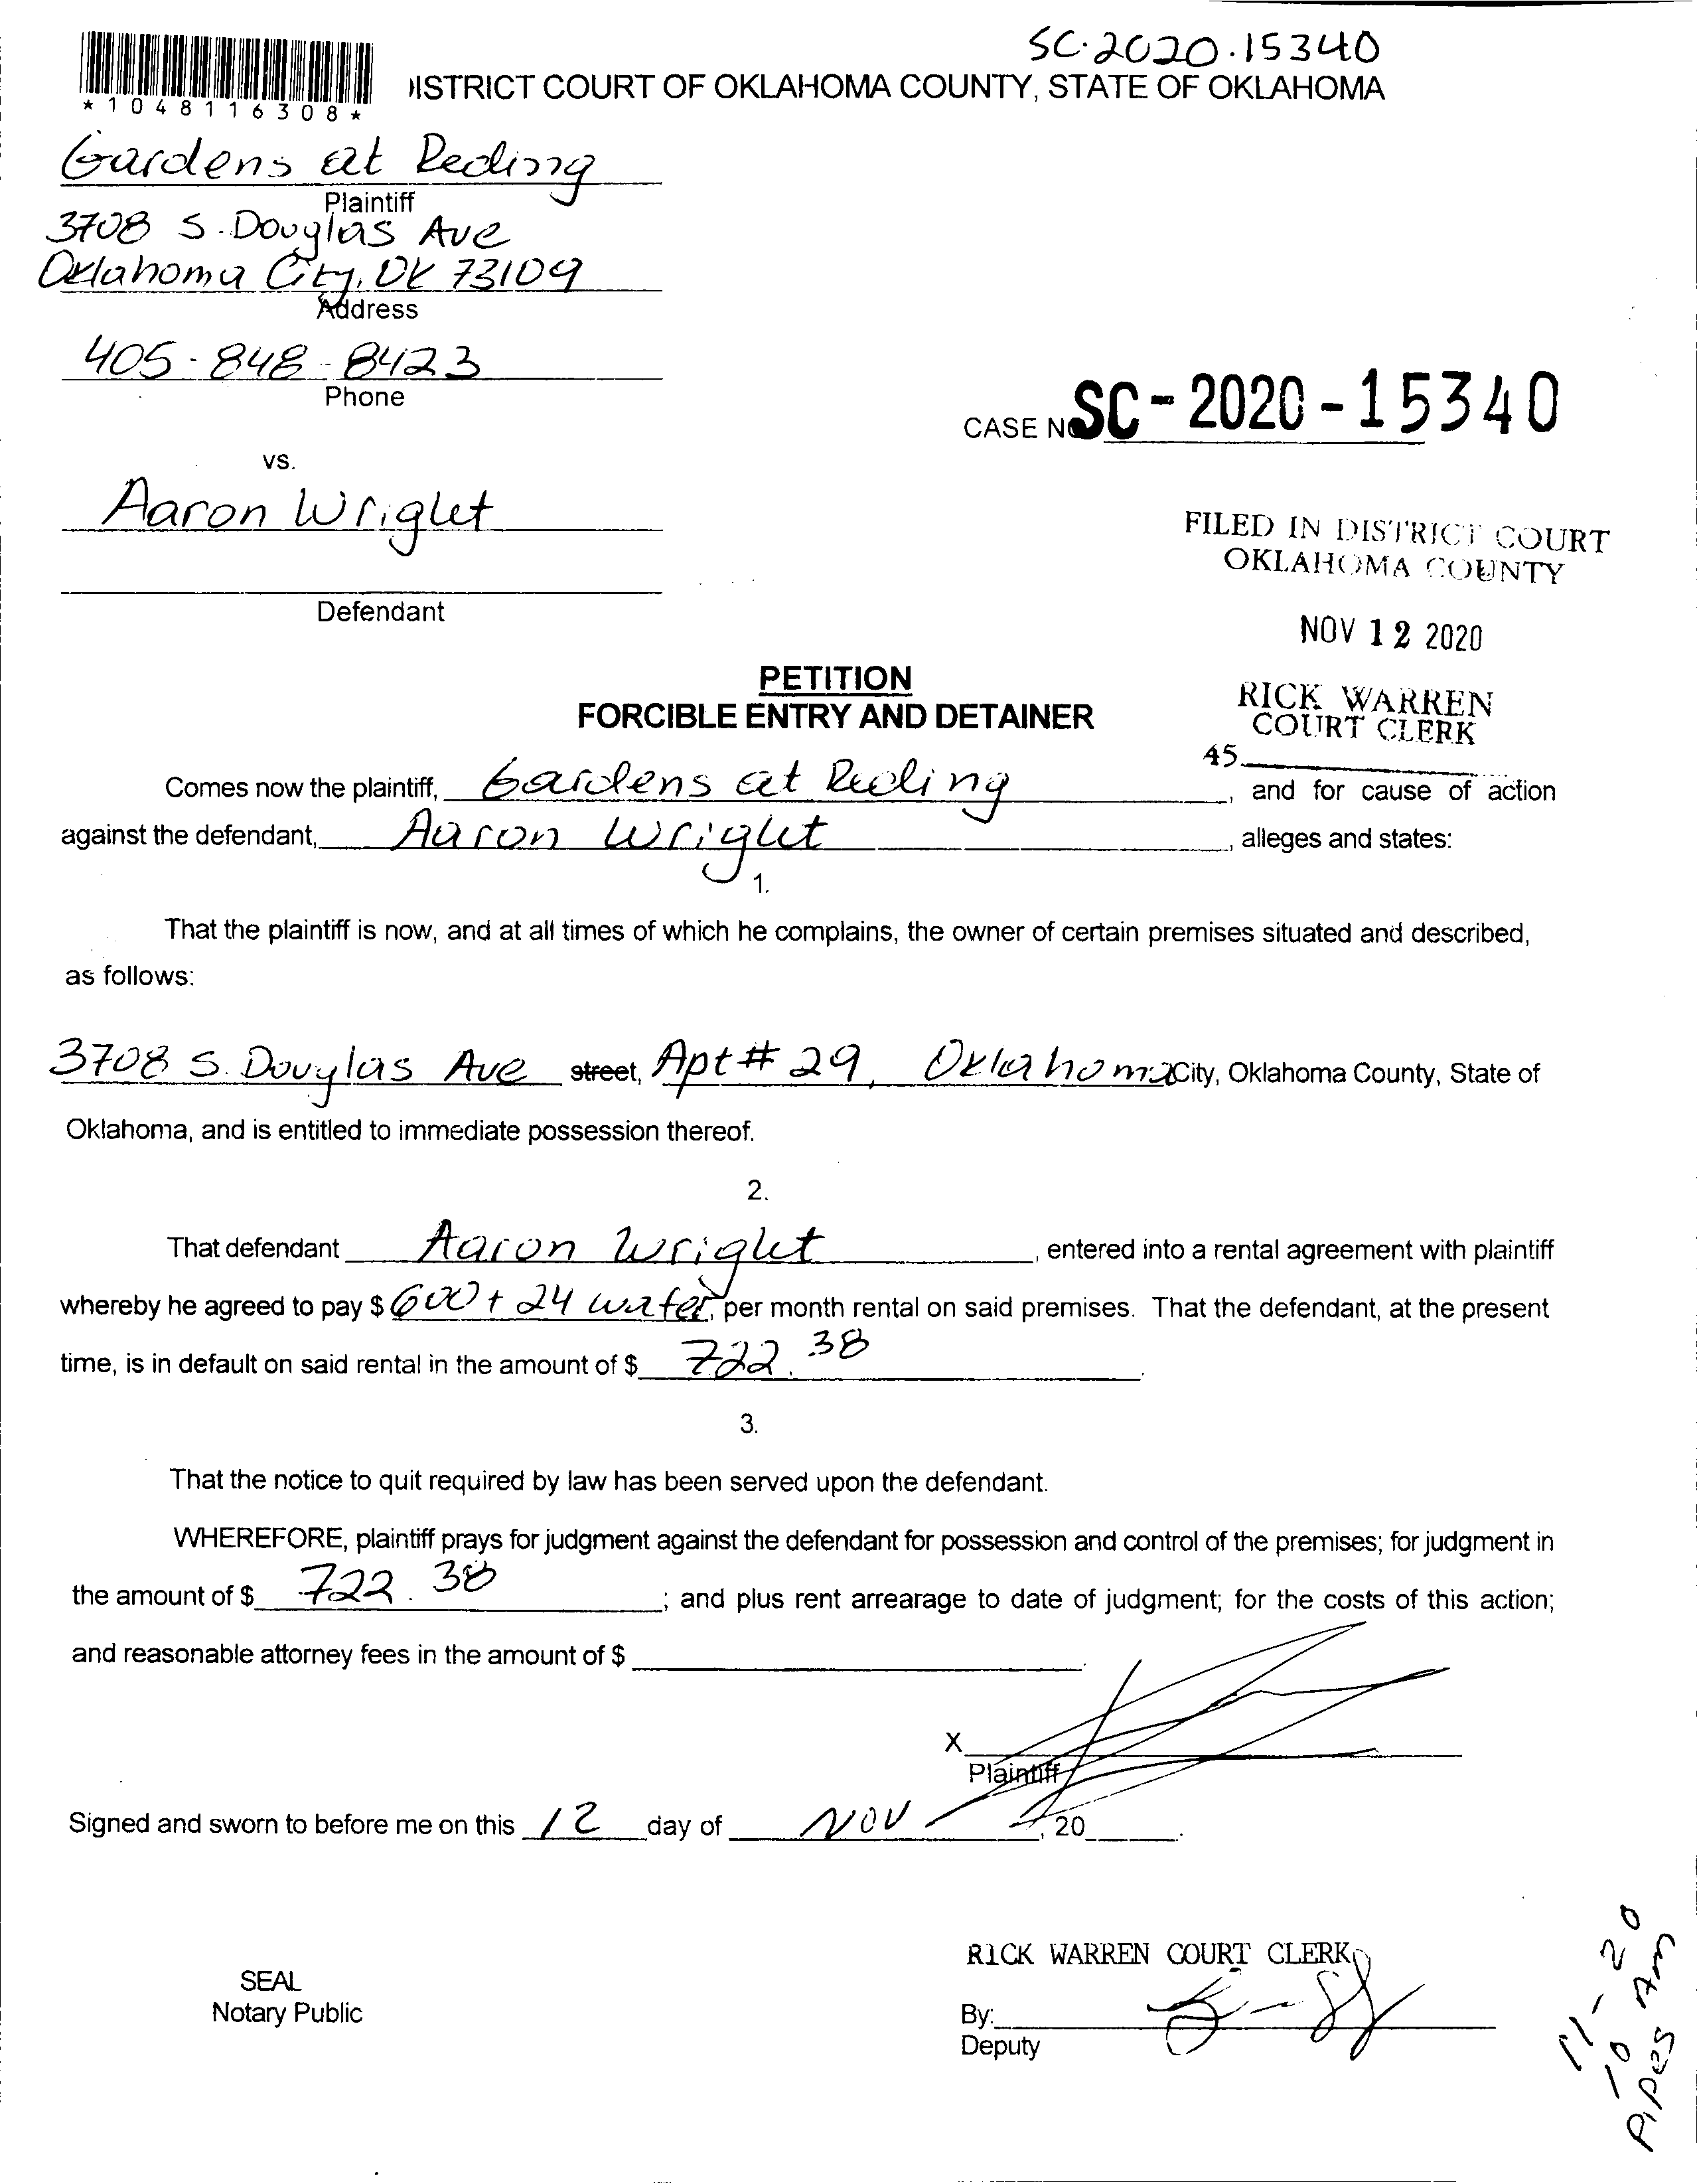 SC-2020-15340
*1048116308*
ISTRICT COURT OF OKLAHOMA COUNTY, STATE OF OKLAHOMA
Gardens at Reding
Plaintiff
3708 S. Douglas Ave
Oklahoma City, OK 73109
Address
405-848-8423
Phone
CASE NO SC-2020-15340
vs.
Aaron Wright
Defendant
FILED IN DISTRICT COURT
OKLAHOMA COUNTY
NOV 12 2020
RICK WARREN
COURT CLERK
45
PETITION
FORCIBLE ENTRY AND DETAINER
Comes now the plaintiff, Gardens at Reding, and for cause of action
against the defendant, Aaron Wright, alleges and states:
1.
That the plaintiff is now, and at all times of which he complains, the owner of certain premises situated and described,
as follows:
3708 S. Douglas Ave street, Apt # 29, Oklahoma City, Oklahoma County, State of
Oklahoma, and is entitled to immediate possession thereof.
2.
That defendant Aaron Wright, entered into a rental agreement with plaintiff
whereby he agreed to pay $ 600 + 24 water, per month rental on said premises. That the defendant, at the present
time, is in default on said rental in the amount of $ 722.38.
3.
That the notice to quit required by law has been served upon the defendant.
WHEREFORE, plaintiff prays for judgment against the defendant for possession and control of the premises; for judgment in
the amount of $ 722.38; and plus rent arrearage to date of judgment; for the costs of this action;
and reasonable attorney fees in the amount of $ .
X
Plaintiff
Signed and sworn to before me on this 12 day of NOV, 20 .
RICK WARREN COURT CLERK
SEAL
Notary Public
By:
Deputy
11-20
10 Am
Pipes